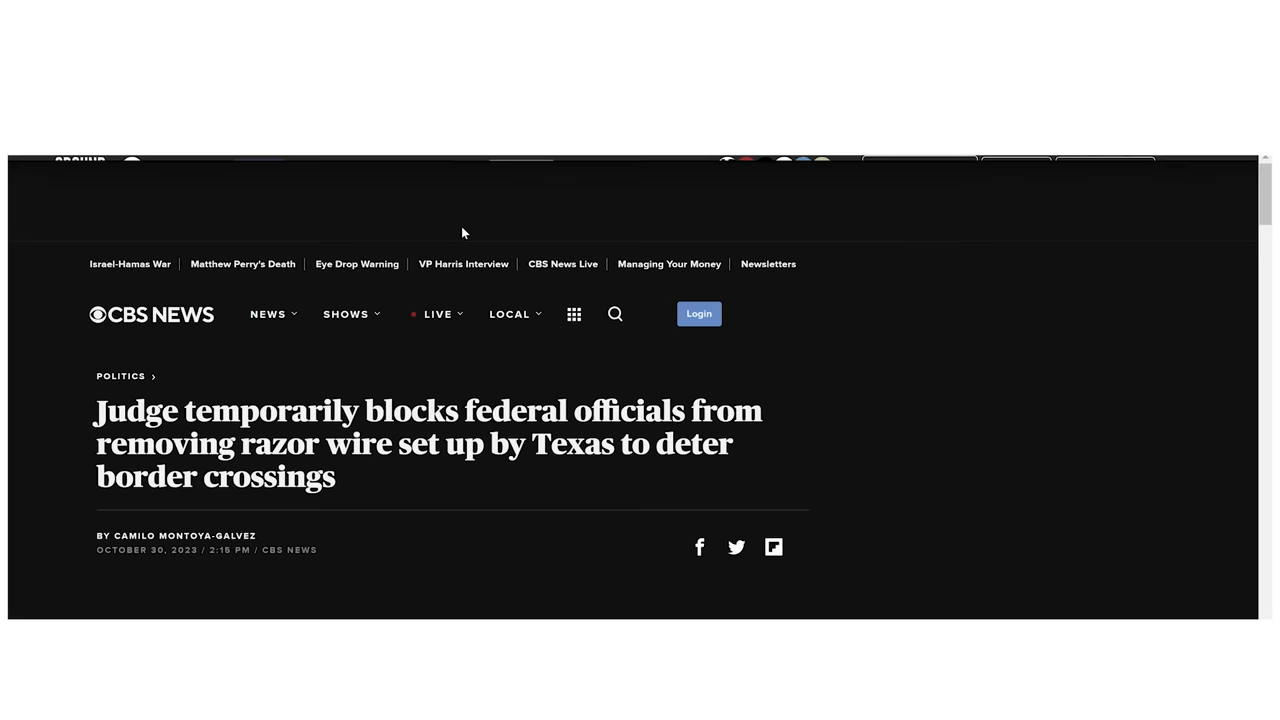 Israel-Hamas War Matthew Perry's Death Eye Drop Warning VP Harris Interview CBS News Live Managing Your Money Newsletters
CBS NEWS NEWS SHOWS LIVE LOCAL Login
POLITICS
Judge temporarily blocks federal officials from
removing razor wire set up by Texas to deter
border crossings
BY CAMILO MONTOYA-GALVEZ
OCTOBER 30, 2023 / 2:15 PM / CBS NEWS